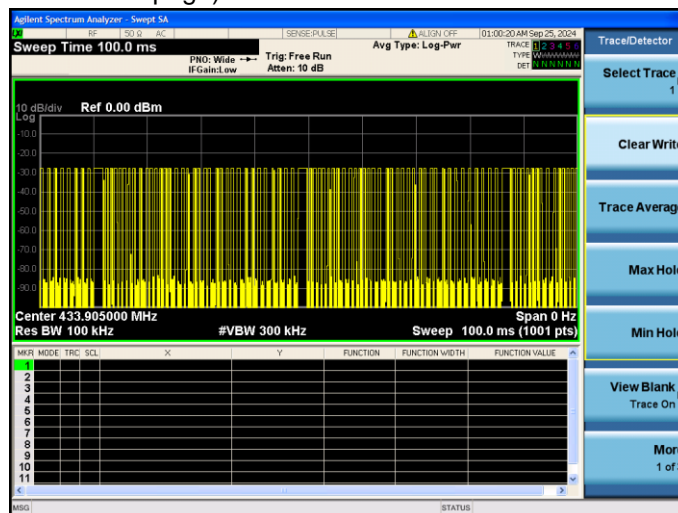 page)
Agilent Spectrum Analyzer - Swept SA
RF 50 Ω AC SENSE:PULSE ALIGN OFF 01:00:20 AM Sep 25, 2024
Sweep Time 100.0 ms
PNO: Wide
IFGain:Low
Trig: Free Run
Atten: 10 dB
Avg Type: Log-Pwr
TRACE 1 2 3 4 5 6
TYPE
DET N N N N N N
10 dB/div Ref 0.00 dBm
Log
-10.0
-20.0
-30.0
-40.0
-50.0
-60.0
-70.0
-80.0
-90.0
Center 433.905000 MHz Span 0 Hz
Res BW 100 kHz #VBW 300 kHz Sweep 100.0 ms (1001 pts)
MKR MODE TRC SCL X Y FUNCTION FUNCTION WIDTH FUNCTION VALUE
1
2
3
4
5
6
7
8
9
10
11
MSG STATUS
Trace/Detector
Select Trace
1
Clear Write
Trace Average
Max Hold
Min Hold
View Blank
Trace On
More
1 of